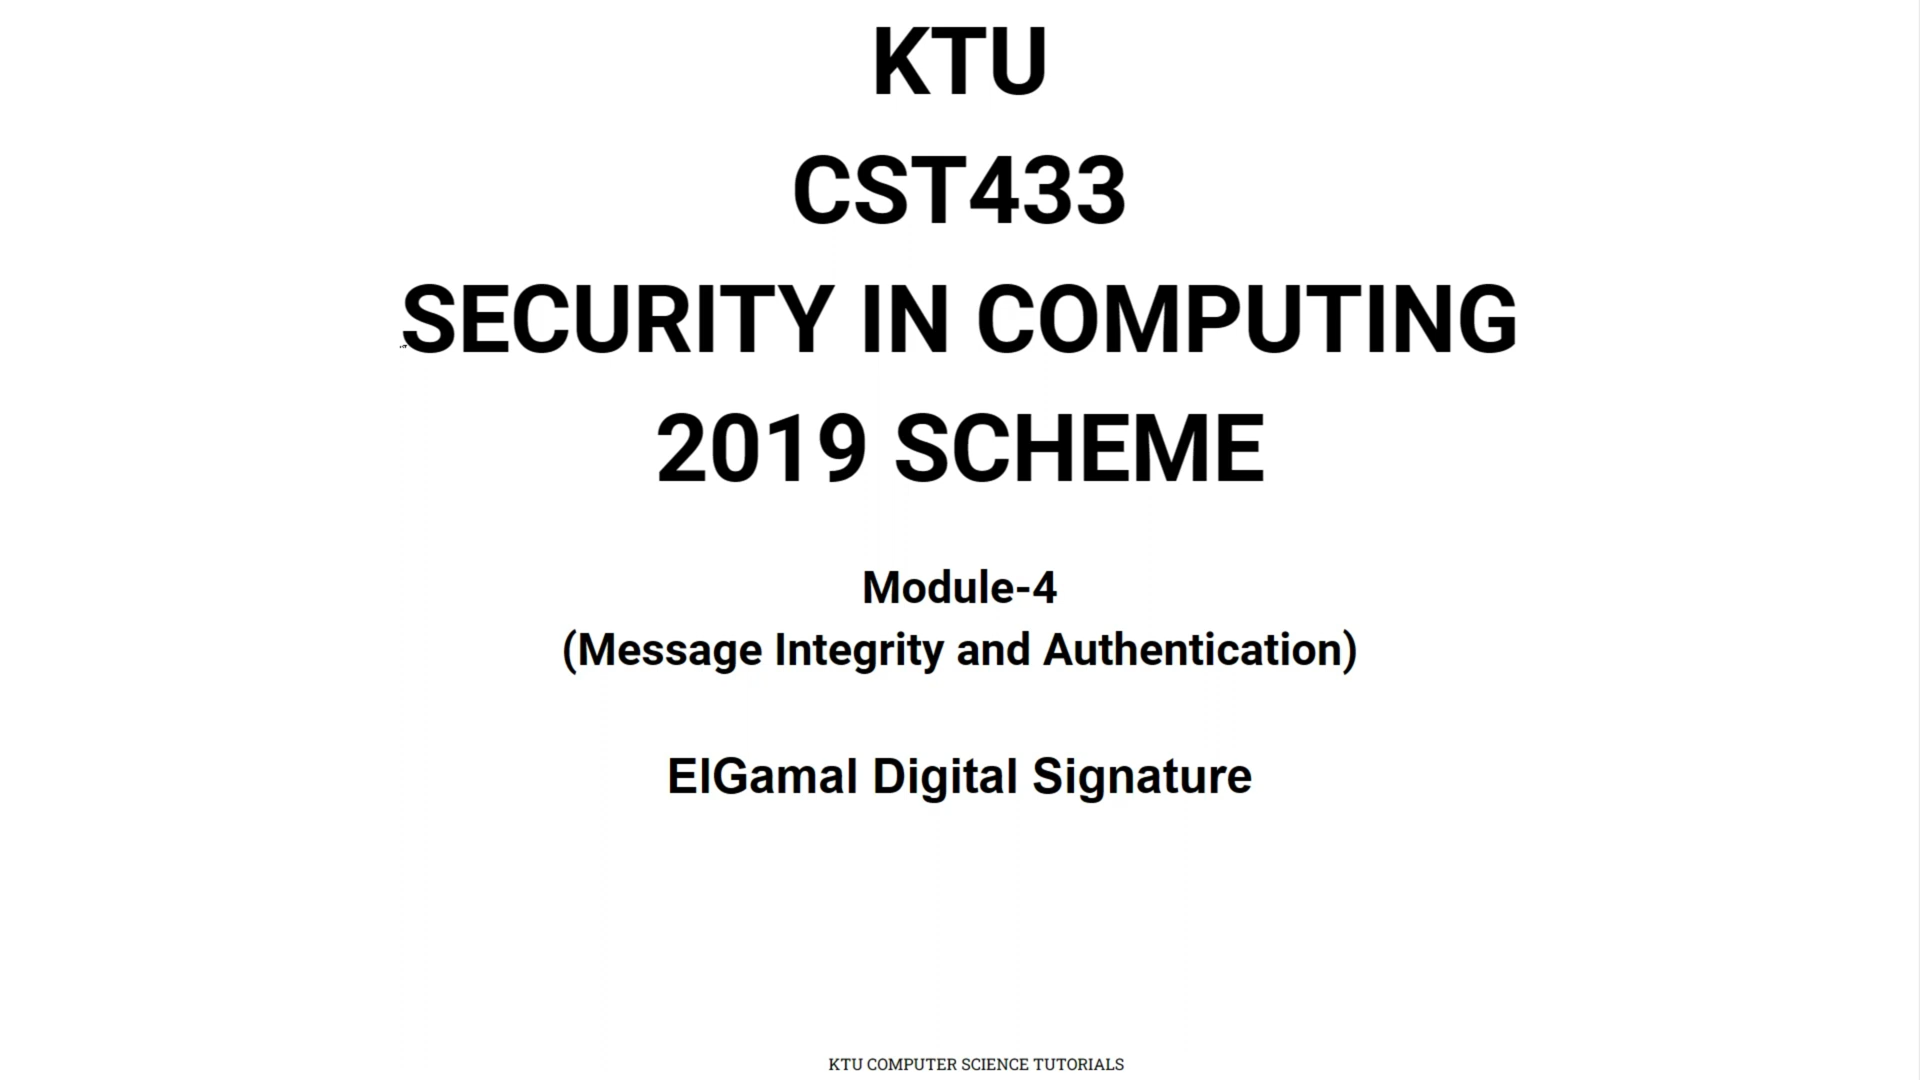 KTU
CST433
SECURITY IN COMPUTING
2019 SCHEME
Module-4
(Message Integrity and Authentication)
ElGamal Digital Signature
KTU COMPUTER SCIENCE TUTORIALS